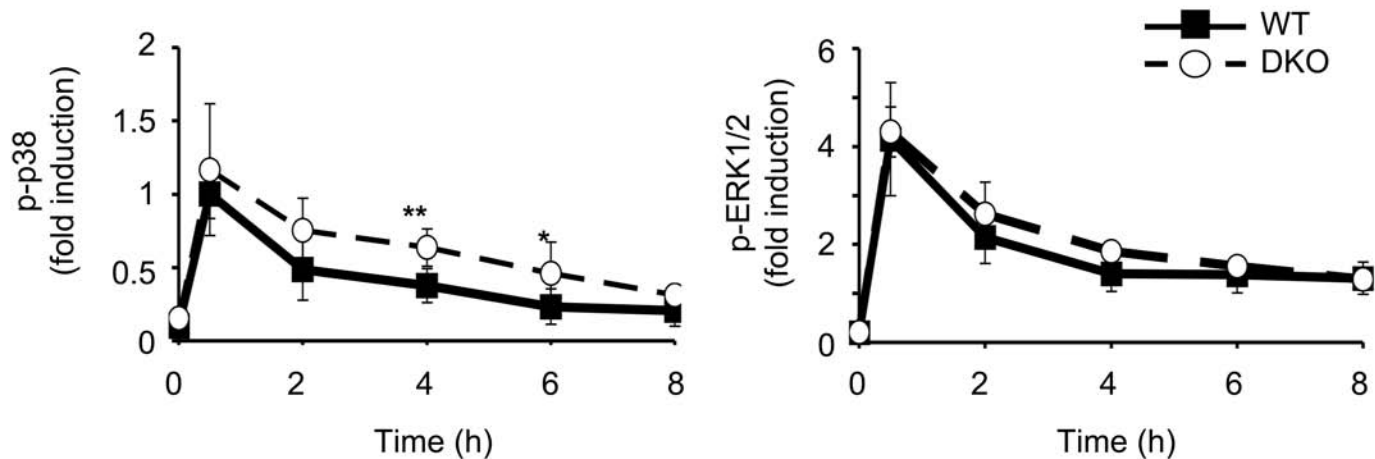 p-p38
(fold induction)
2
1.5
1
0.5
0
**
*
0 2 4 6 8
Time (h)
p-ERK1/2
(fold induction)
6
4
2
0
0 2 4 6 8
Time (h)
WT
DKO